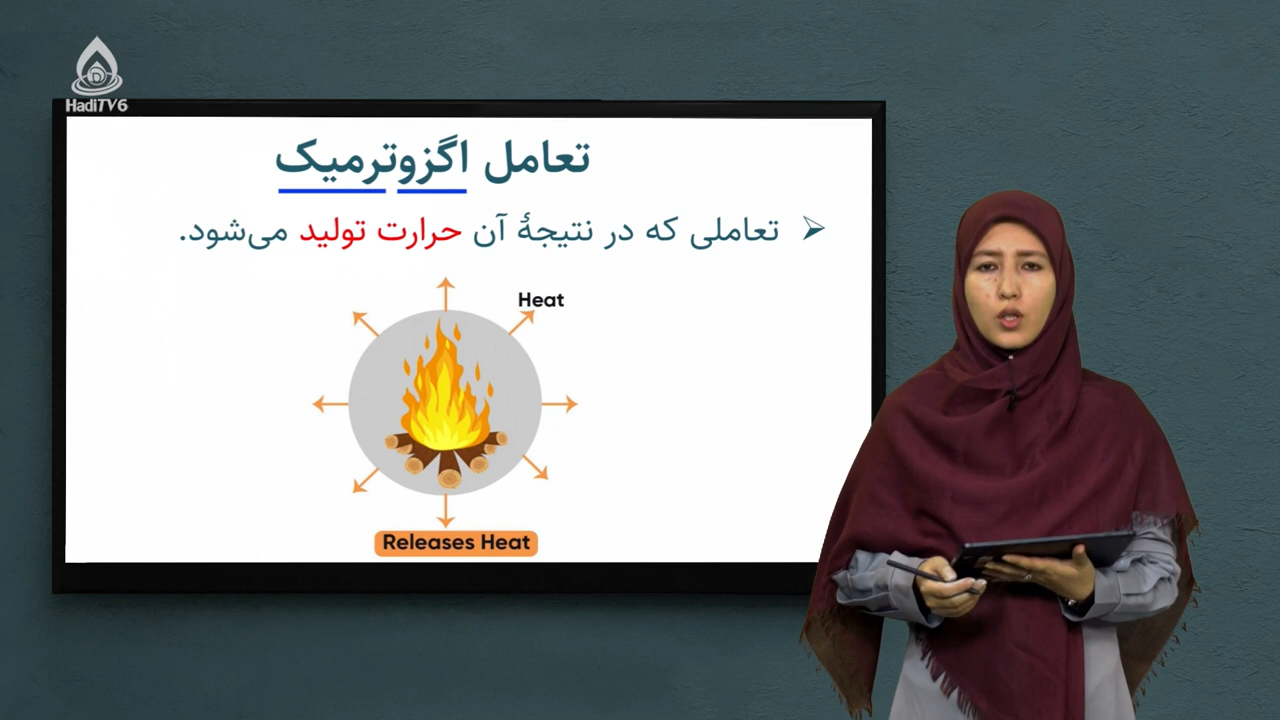 HadiTV6
تعامل اگزوترمیک
تعاملی که در نتیجهٔ آن حرارت تولید می‌شود.
Heat
Releases Heat